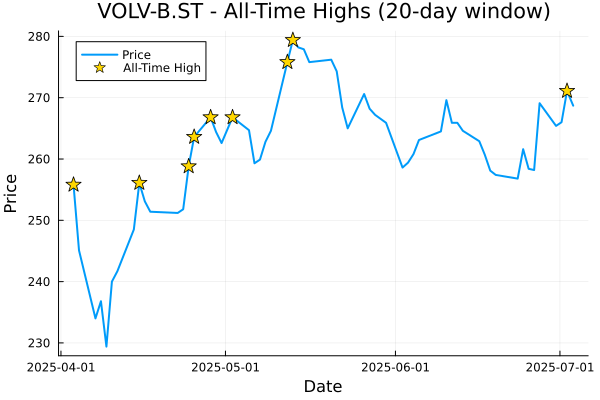 VOLV-B.ST - All-Time Highs (20-day window)
Price
All-Time High
280
270
260
250
240
230
Price
2025-04-01
2025-05-01
2025-06-01
2025-07-01
Date